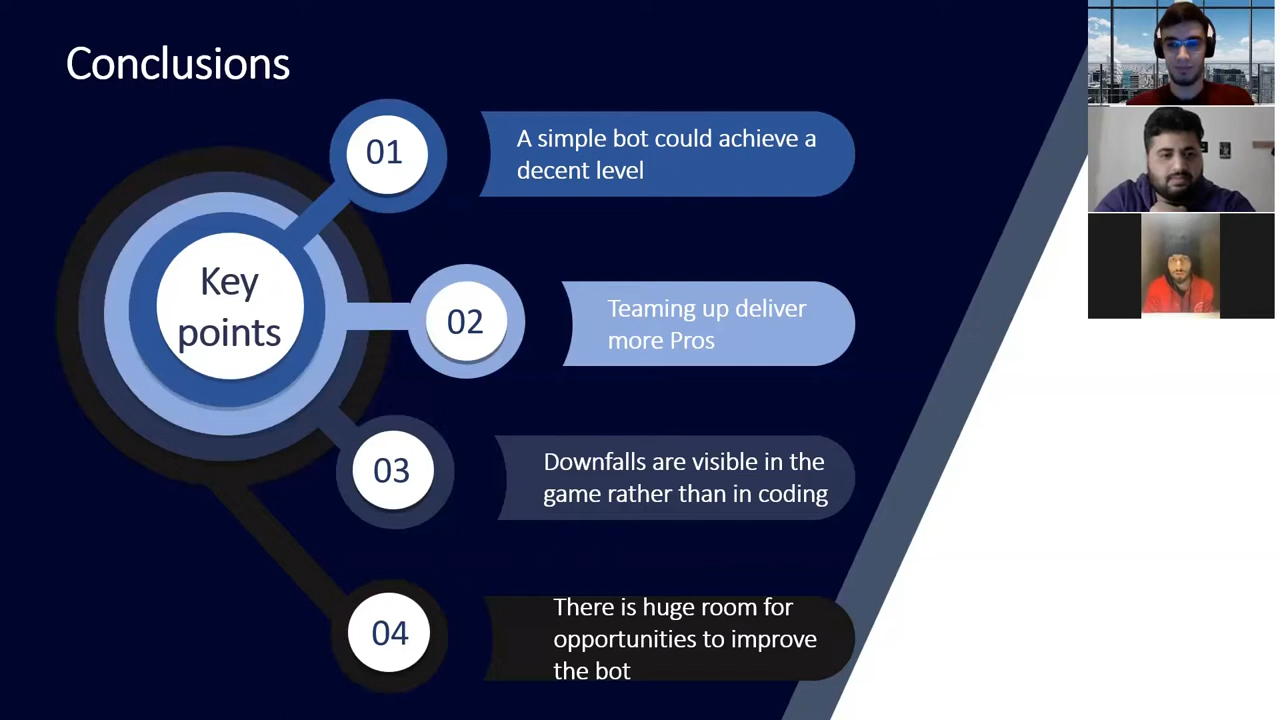 Conclusions
01
A simple bot could achieve a
decent level
Key
points
02
Teaming up deliver
more Pros
03
Downfalls are visible in the
game rather than in coding
04
There is huge room for
opportunities to improve
the bot